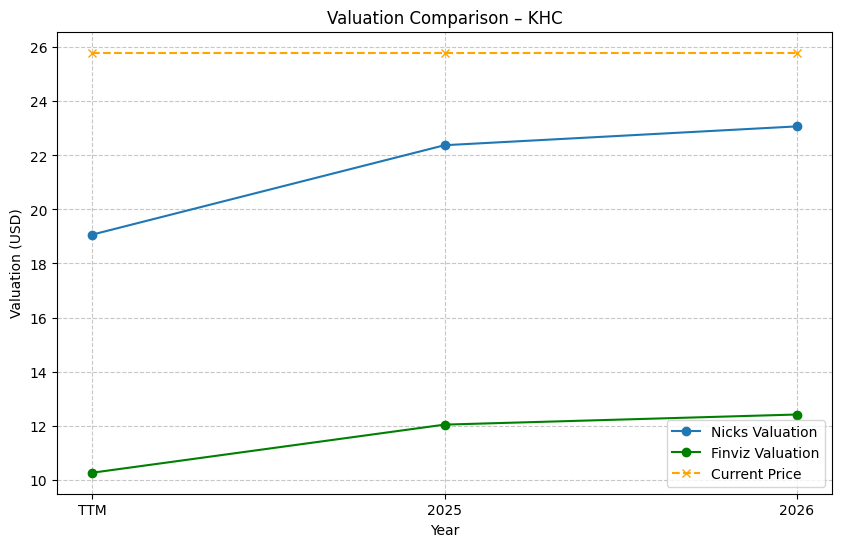 Valuation Comparison – KHC
Valuation (USD)
26
24
22
20
18
16
14
12
10
TTM
2025
2026
Year
Nicks Valuation
Finviz Valuation
Current Price